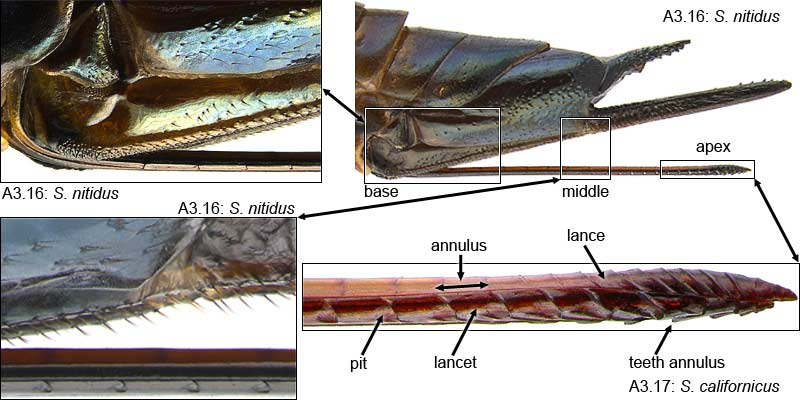 A3.16: S. nitidus
apex
A3.16: S. nitidus
base
middle
A3.16: S. nitidus
annulus
lance
pit
lancet
teeth annulus
A3.17: S. californicus